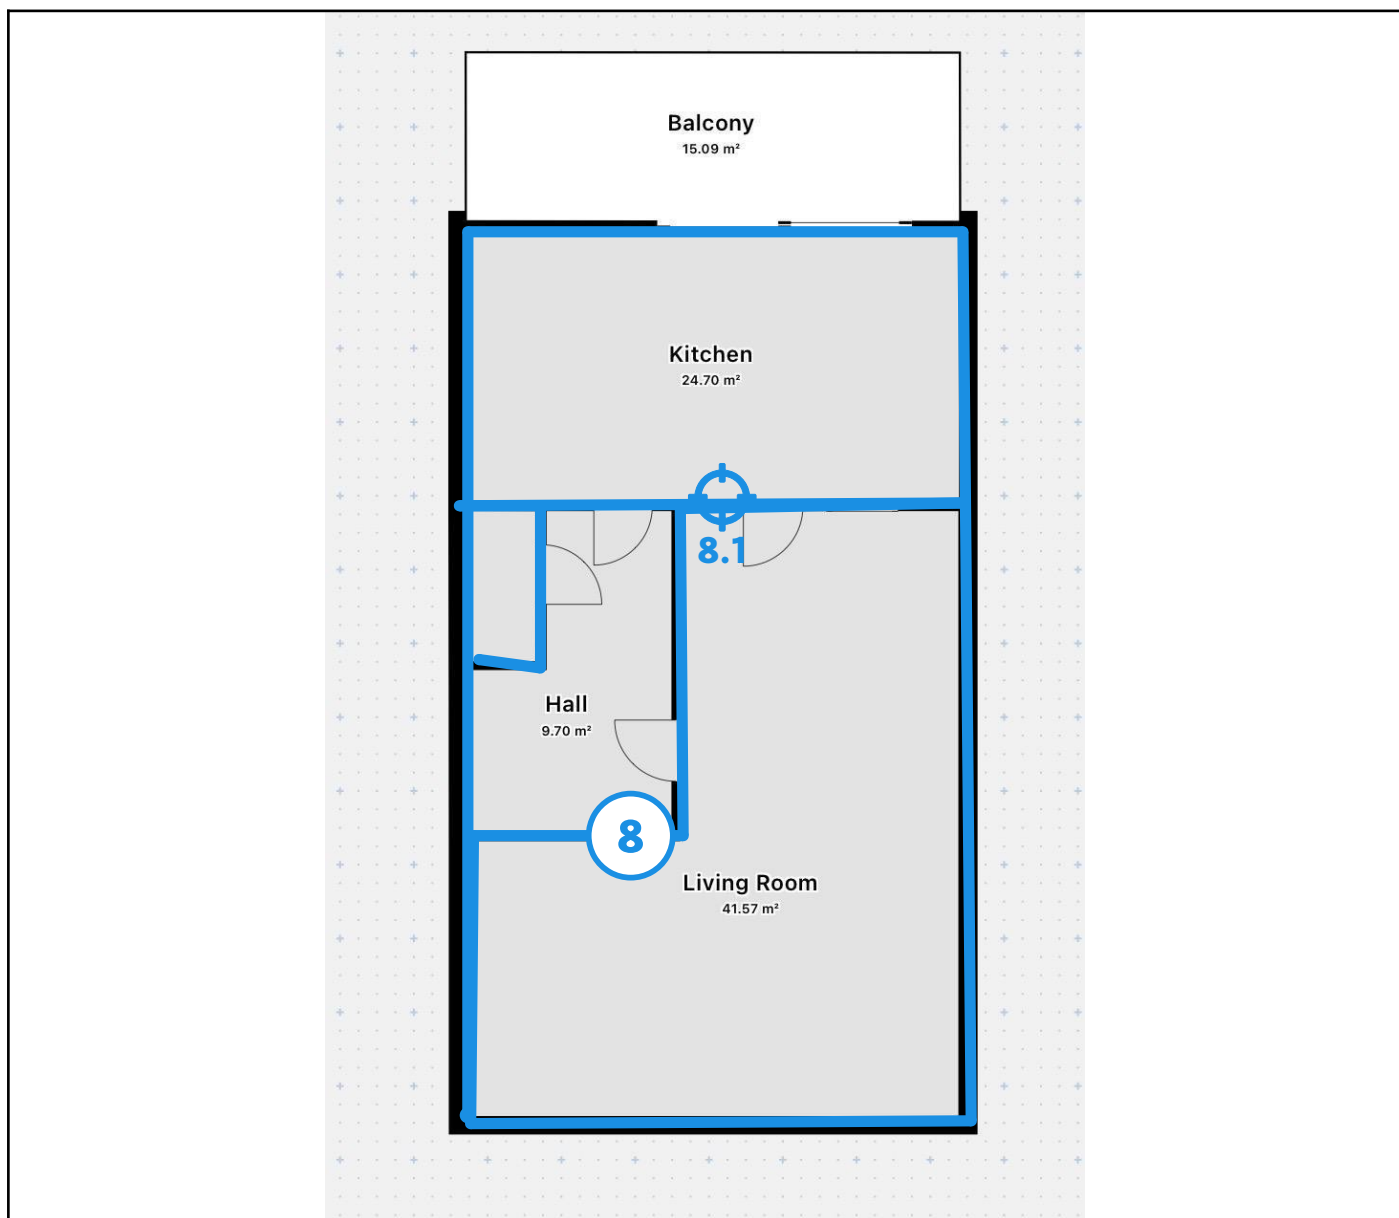 Balcony
15.09 m²
Kitchen
24.70 m²
8.1
Hall
9.70 m²
8
Living Room
41.57 m²